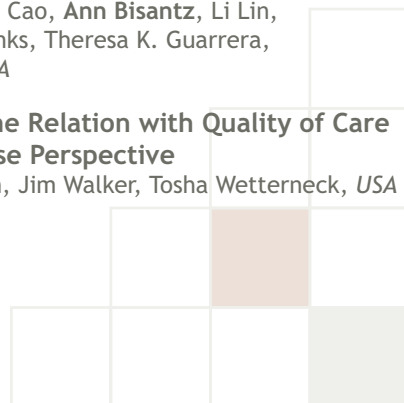 Cao, Ann Bisantz, Li Lin,
nks, Theresa K. Guarrera,
A
ne Relation with Quality of Care
se Perspective
, Jim Walker, Tosha Wetterneck, USA